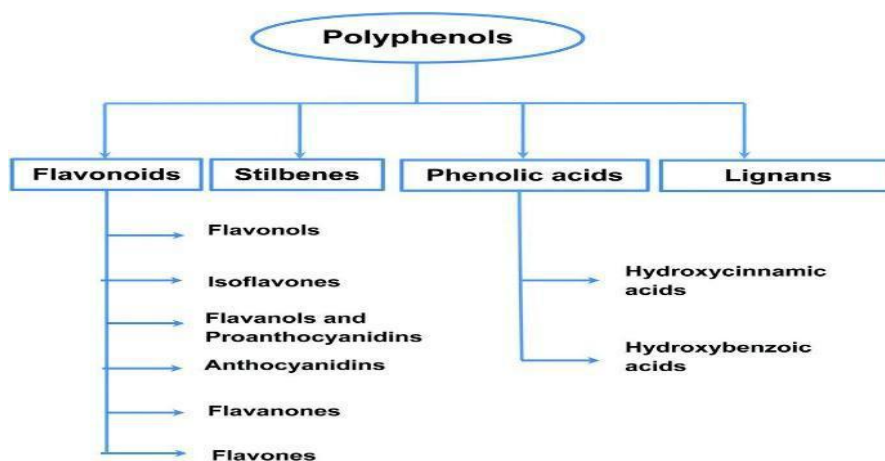 Polyphenols
Flavonoids
Stilbenes
Phenolic acids
Lignans
Flavonols
Isoflavones
Flavanols and
Proanthocyanidins
Anthocyanidins
Flavanones
Flavones
Hydroxycinnamic
acids
Hydroxybenzoic
acids